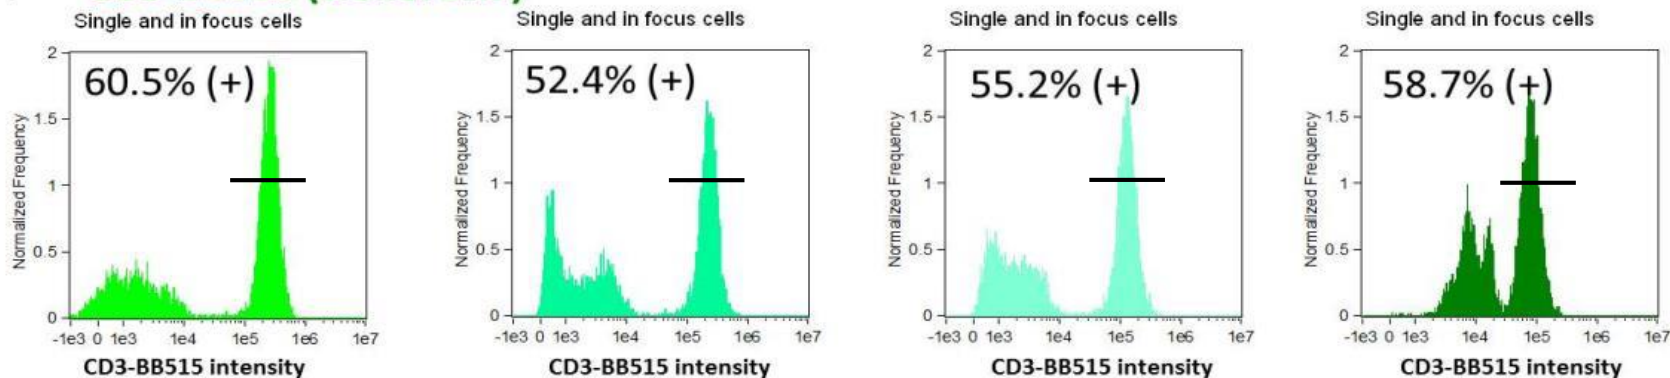 Single and in focus cells
60.5% (+)
Normalized Frequency
2
1.5
1
0.5
0
-1e3 0 1e3 1e4 1e5 1e6 1e7
CD3-BB515 intensity
Single and in focus cells
52.4% (+)
Normalized Frequency
2
1.5
1
0.5
0
-1e3 0 1e3 1e4 1e5 1e6 1e7
CD3-BB515 intensity
Single and in focus cells
55.2% (+)
Normalized Frequency
2
1.5
1
0.5
0
-1e3 0 1e3 1e4 1e5 1e6 1e7
CD3-BB515 intensity
Single and in focus cells
58.7% (+)
Normalized Frequency
2
1.5
1
0.5
0
-1e3 0 1e3 1e4 1e5 1e6 1e7
CD3-BB515 intensity